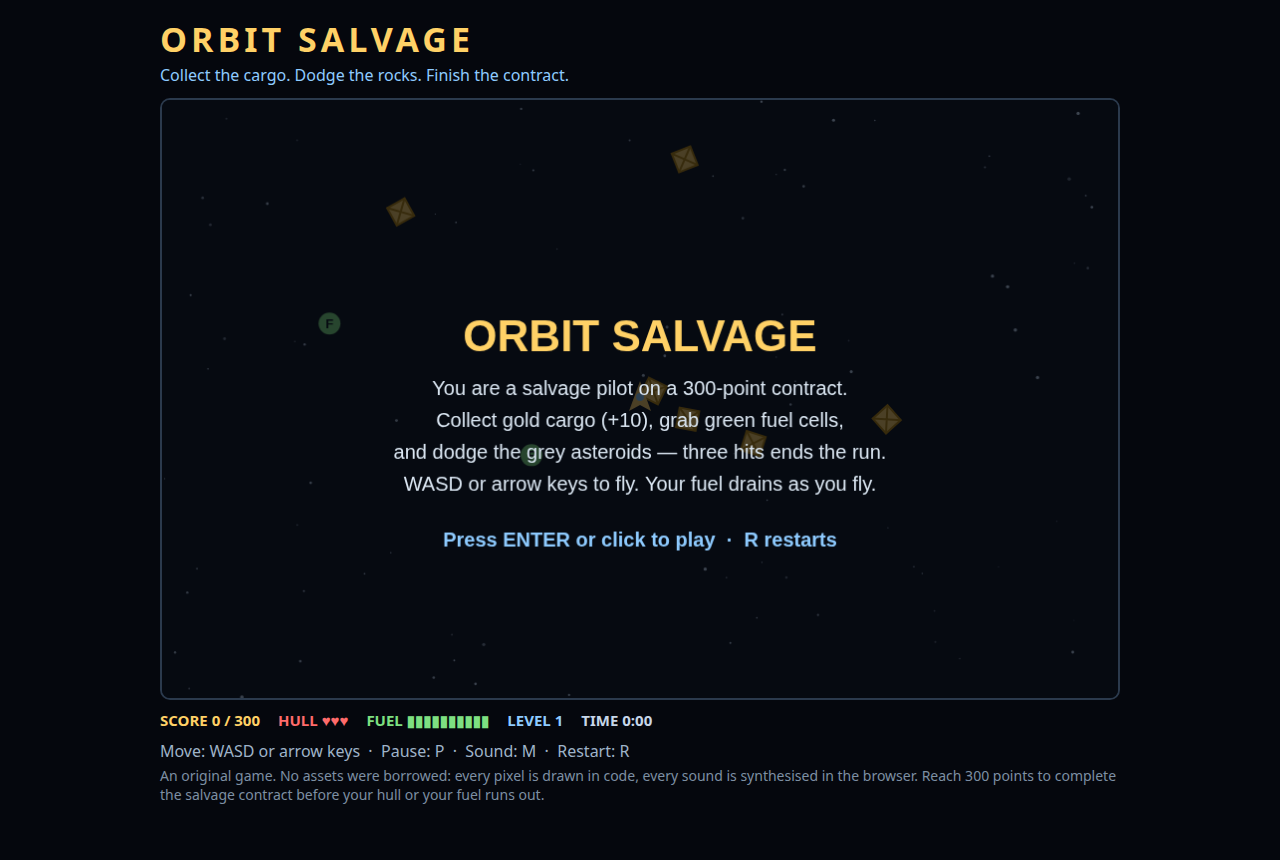 ORBIT SALVAGE
Collect the cargo. Dodge the rocks. Finish the contract.
F
ORBIT SALVAGE
You are a salvage pilot on a 300-point contract.
Collect gold cargo (+10), grab green fuel cells,
and dodge the grey asteroids — three hits ends the run.
WASD or arrow keys to fly. Your fuel drains as you fly.
Press ENTER or click to play · R restarts
SCORE 0 / 300 HULL ♥♥♥ FUEL ▮▮▮▮▮▮▮▮▮▮ LEVEL 1 TIME 0:00
Move: WASD or arrow keys · Pause: P · Sound: M · Restart: R
An original game. No assets were borrowed: every pixel is drawn in code, every sound is synthesised in the browser. Reach 300 points to complete
the salvage contract before your hull or your fuel runs out.